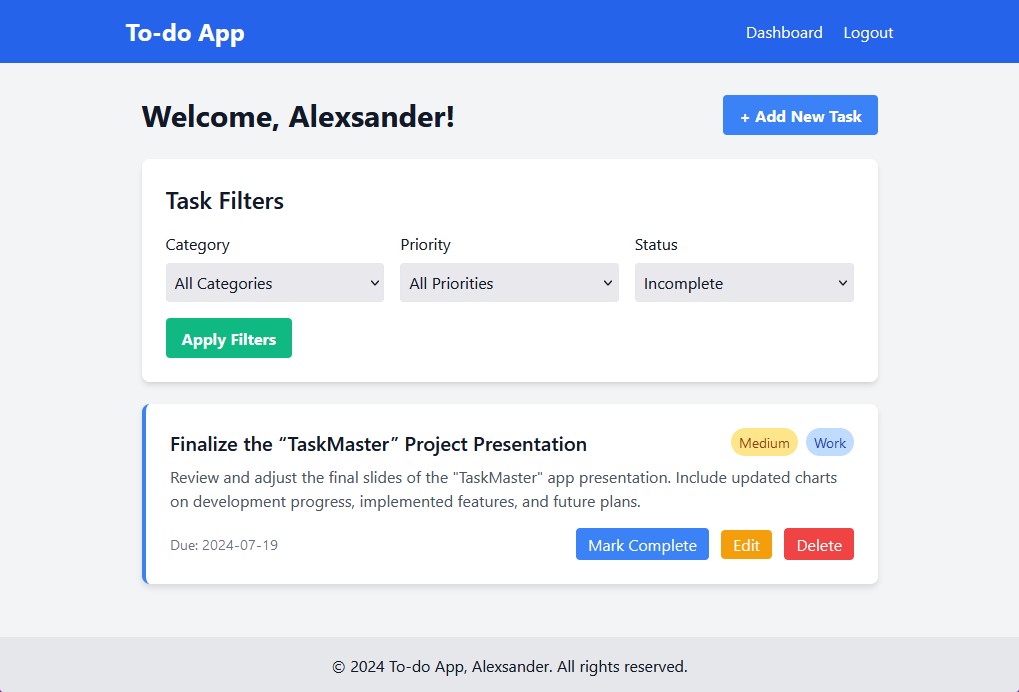 To-do App
Dashboard Logout
Welcome, Alexsander!
+ Add New Task
Task Filters
Category Priority Status
All Categories All Priorities Incomplete
Apply Filters
Finalize the “TaskMaster” Project Presentation
Medium Work
Review and adjust the final slides of the "TaskMaster" app presentation. Include updated charts
on development progress, implemented features, and future plans.
Due: 2024-07-19
Mark Complete Edit Delete
© 2024 To-do App, Alexsander. All rights reserved.